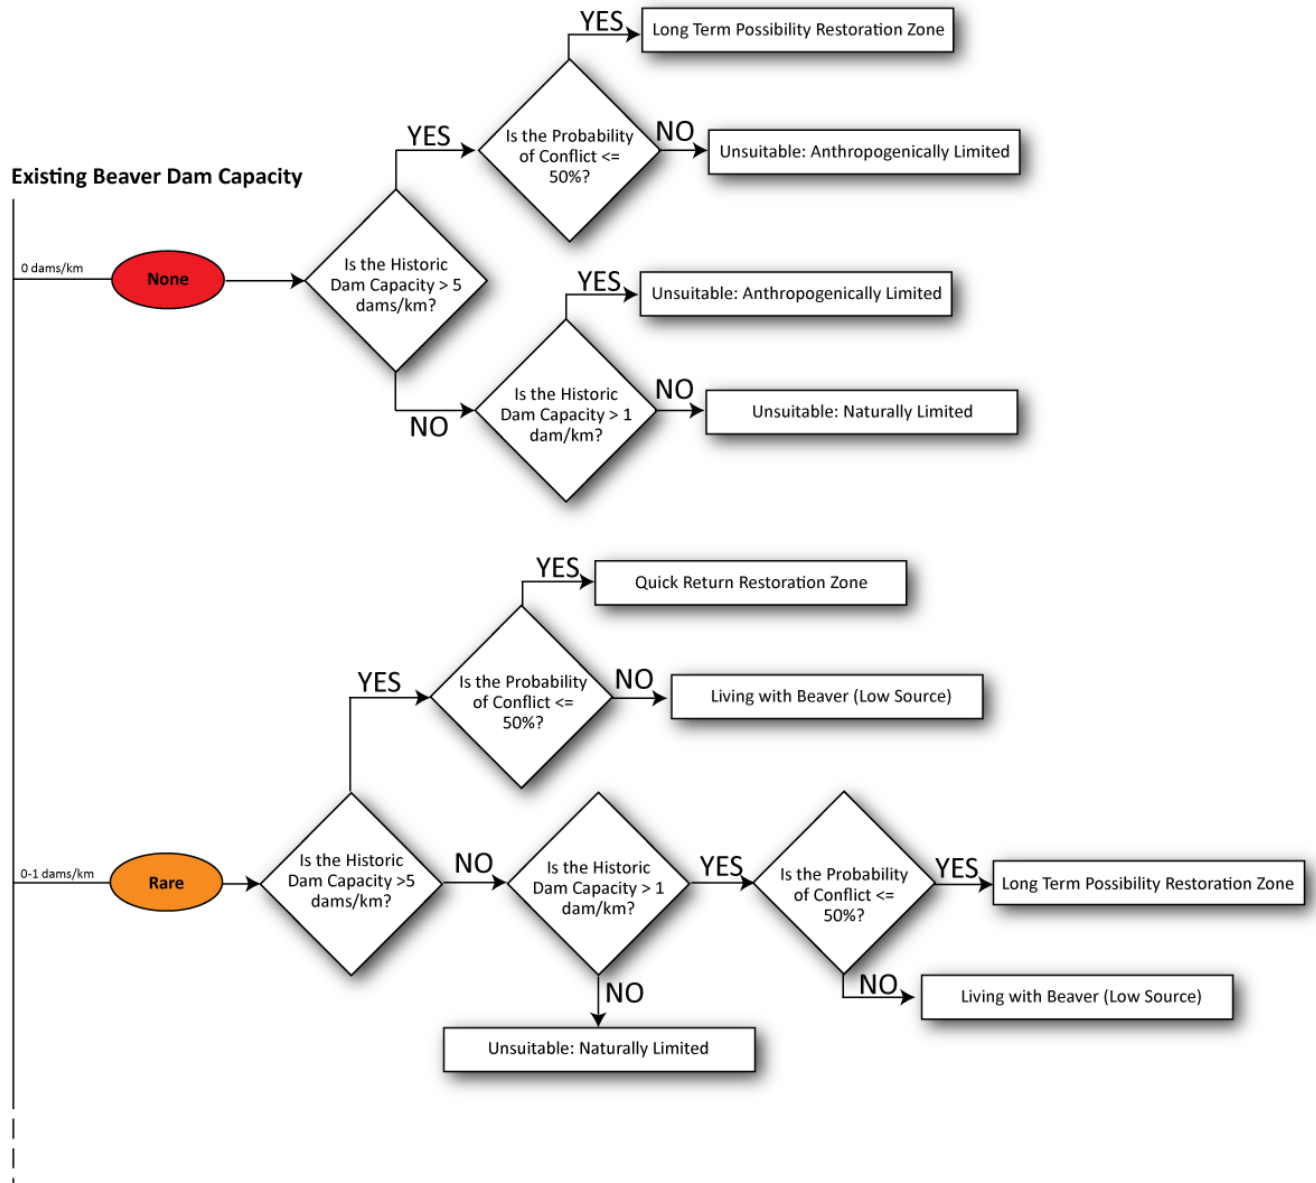 YES
Long Term Possibility Restoration Zone
Is the Probability
of Conflict <=
50%?
YES
NO
Unsuitable: Anthropogenically Limited
Existing Beaver Dam Capacity
0 dams/km
None
Is the Historic
Dam Capacity > 5
dams/km?
YES
Unsuitable: Anthropogenically Limited
NO
Is the Historic
Dam Capacity > 1
dam/km?
NO
Unsuitable: Naturally Limited
YES
Quick Return Restoration Zone
YES
Is the Probability
of Conflict <=
50%?
NO
Living with Beaver (Low Source)
0-1 dams/km
Rare
Is the Historic
Dam Capacity >5
dams/km?
NO
Is the Historic
Dam Capacity > 1
dam/km?
YES
Is the Probability
of Conflict <=
50%?
YES
Long Term Possibility Restoration Zone
NO
Living with Beaver (Low Source)
NO
Unsuitable: Naturally Limited